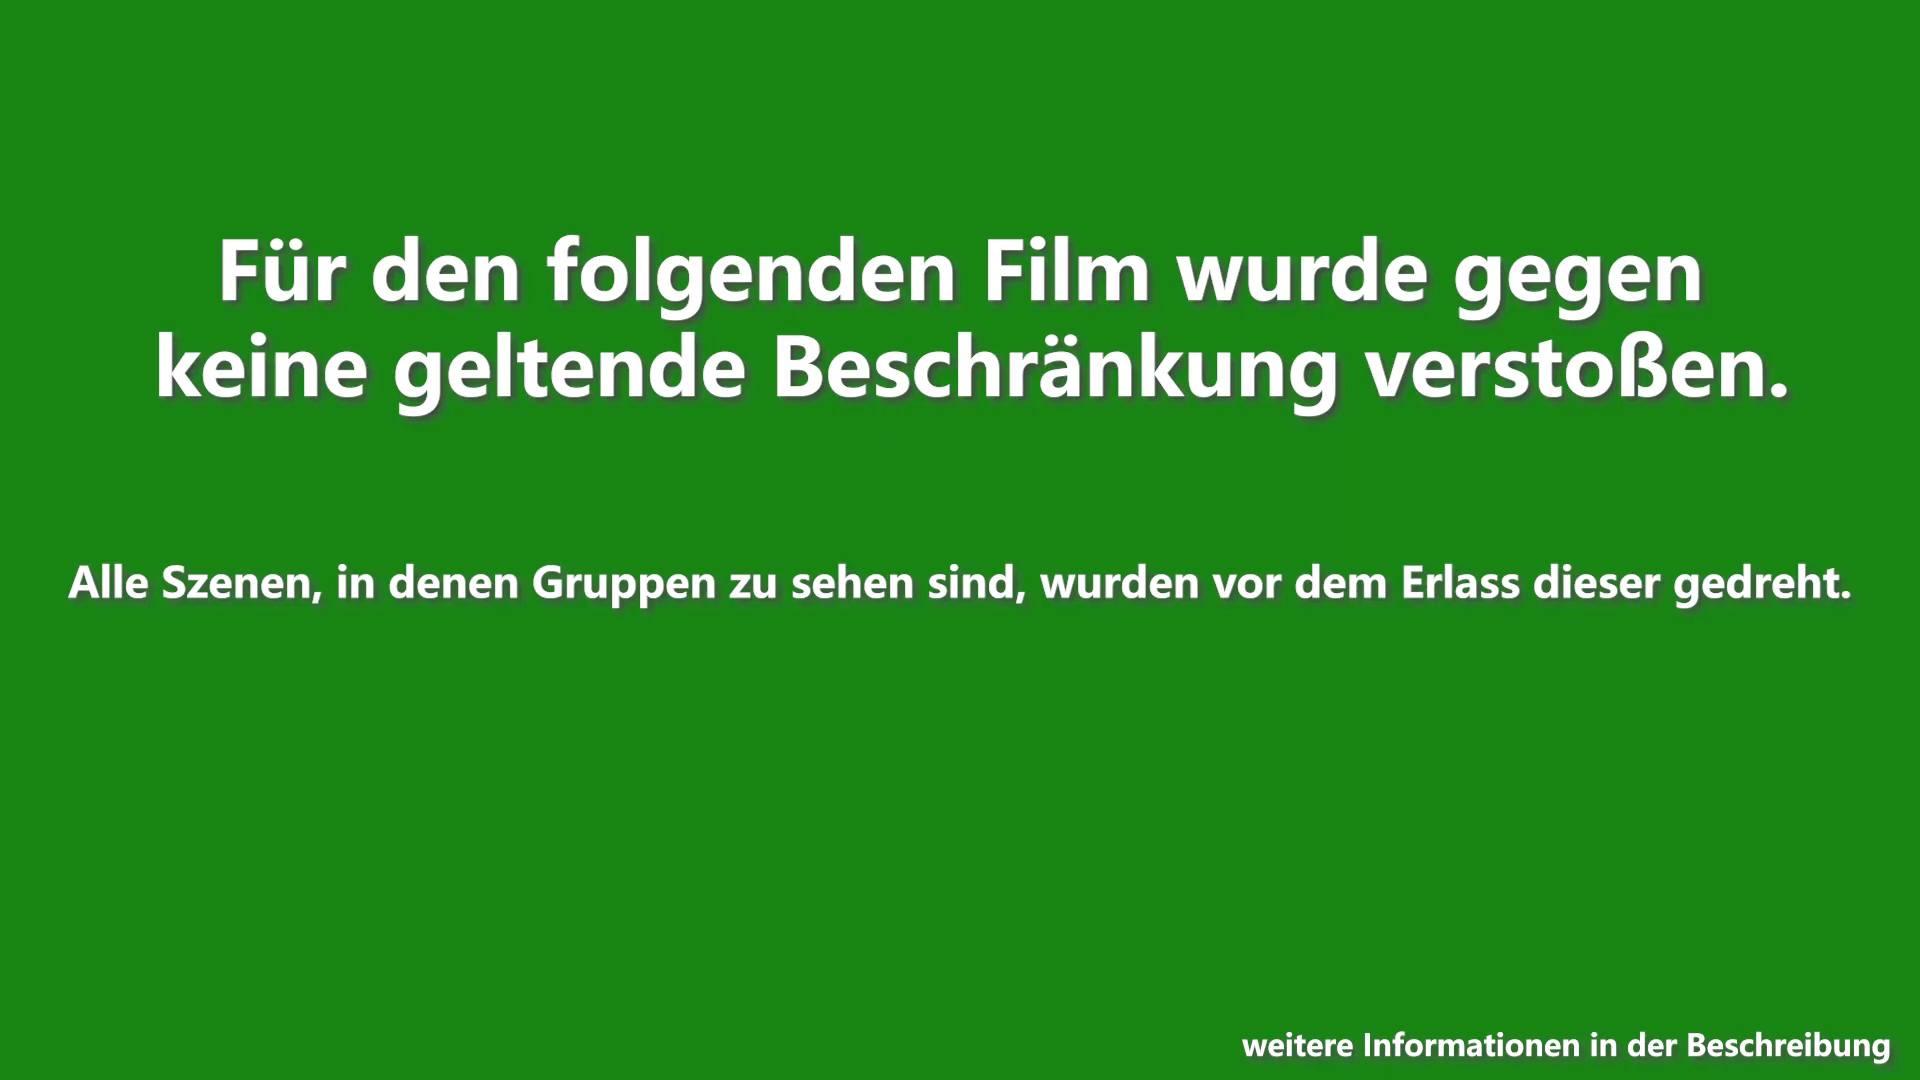 Für den folgenden Film wurde gegen
keine geltende Beschränkung verstoßen.
Alle Szenen, in denen Gruppen zu sehen sind, wurden vor dem Erlass dieser gedreht.
weitere Informationen in der Beschreibung